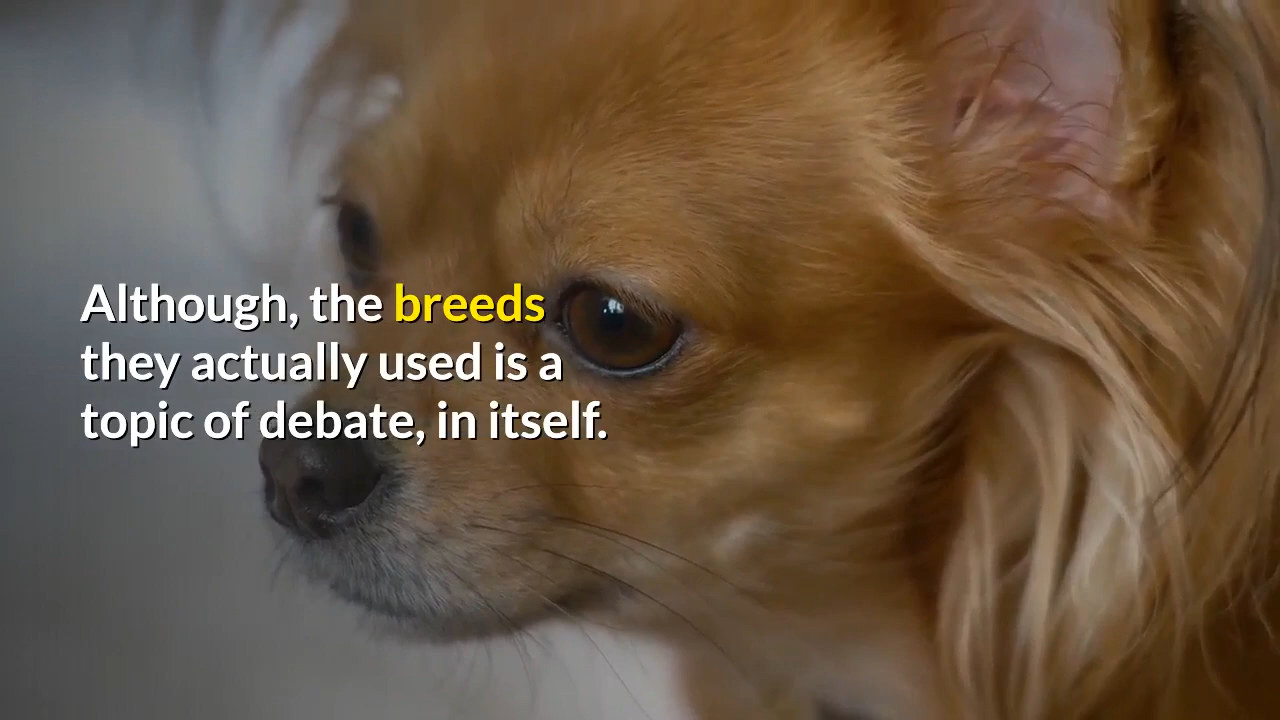 Although, the breeds
they actually used is a
topic of debate, in itself.